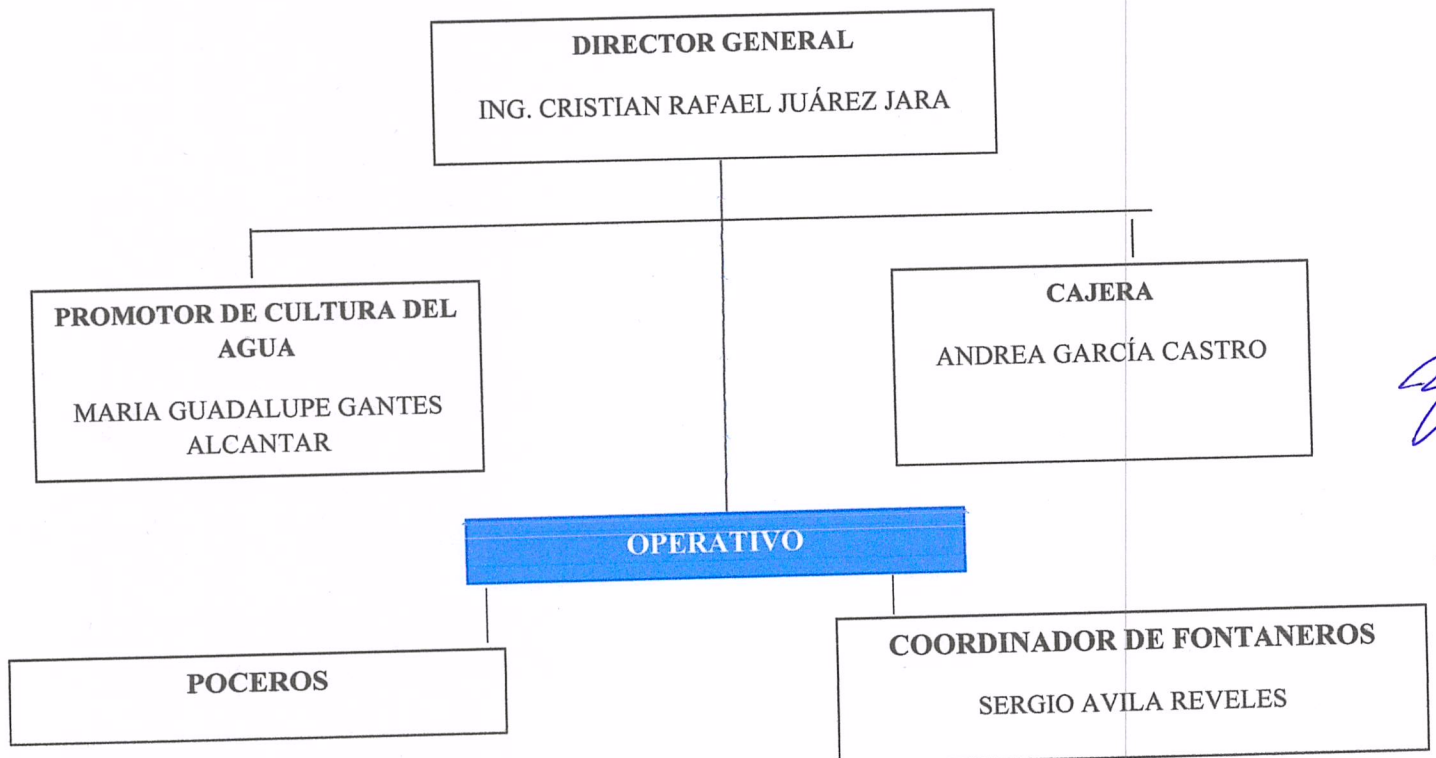 DIRECTOR GENERAL
ING. CRISTIAN RAFAEL JUÁREZ JARA
PROMOTOR DE CULTURA DEL
AGUA
MARIA GUADALUPE GANTES
ALCANTAR
CAJERA
ANDREA GARCÍA CASTRO
OPERATIVO
POCEROS
COORDINADOR DE FONTANEROS
SERGIO AVILA REVELES